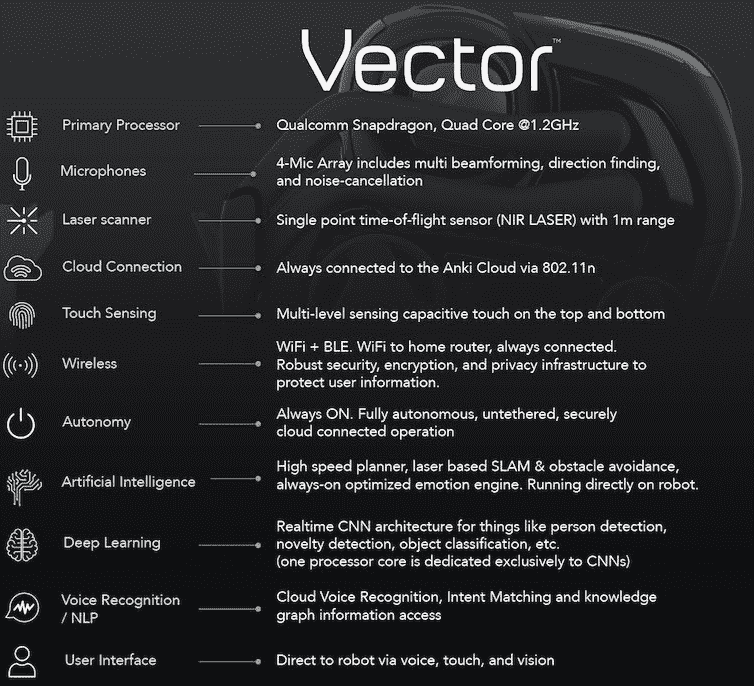 Vector™
Primary Processor
Qualcomm Snapdragon, Quad Core @1.2GHz
Microphones
4-Mic Array includes multi beamforming, direction finding,
and noise-cancellation
Laser scanner
Single point time-of-flight sensor (NIR LASER) with 1m range
Cloud Connection
Always connected to the Anki Cloud via 802.11n
Touch Sensing
Multi-level sensing capacitive touch on the top and bottom
Wireless
WiFi + BLE. WiFi to home router, always connected.
Robust security, encryption, and privacy infrastructure to
protect user information.
Autonomy
Always ON. Fully autonomous, untethered, securely
cloud connected operation
Artificial Intelligence
High speed planner, laser based SLAM & obstacle avoidance,
always-on optimized emotion engine. Running directly on robot.
Deep Learning
Realtime CNN architecture for things like person detection,
novelty detection, object classification, etc.
(one processor core is dedicated exclusively to CNNs)
Voice Recognition
/ NLP
Cloud Voice Recognition, Intent Matching and knowledge
graph information access
User Interface
Direct to robot via voice, touch, and vision